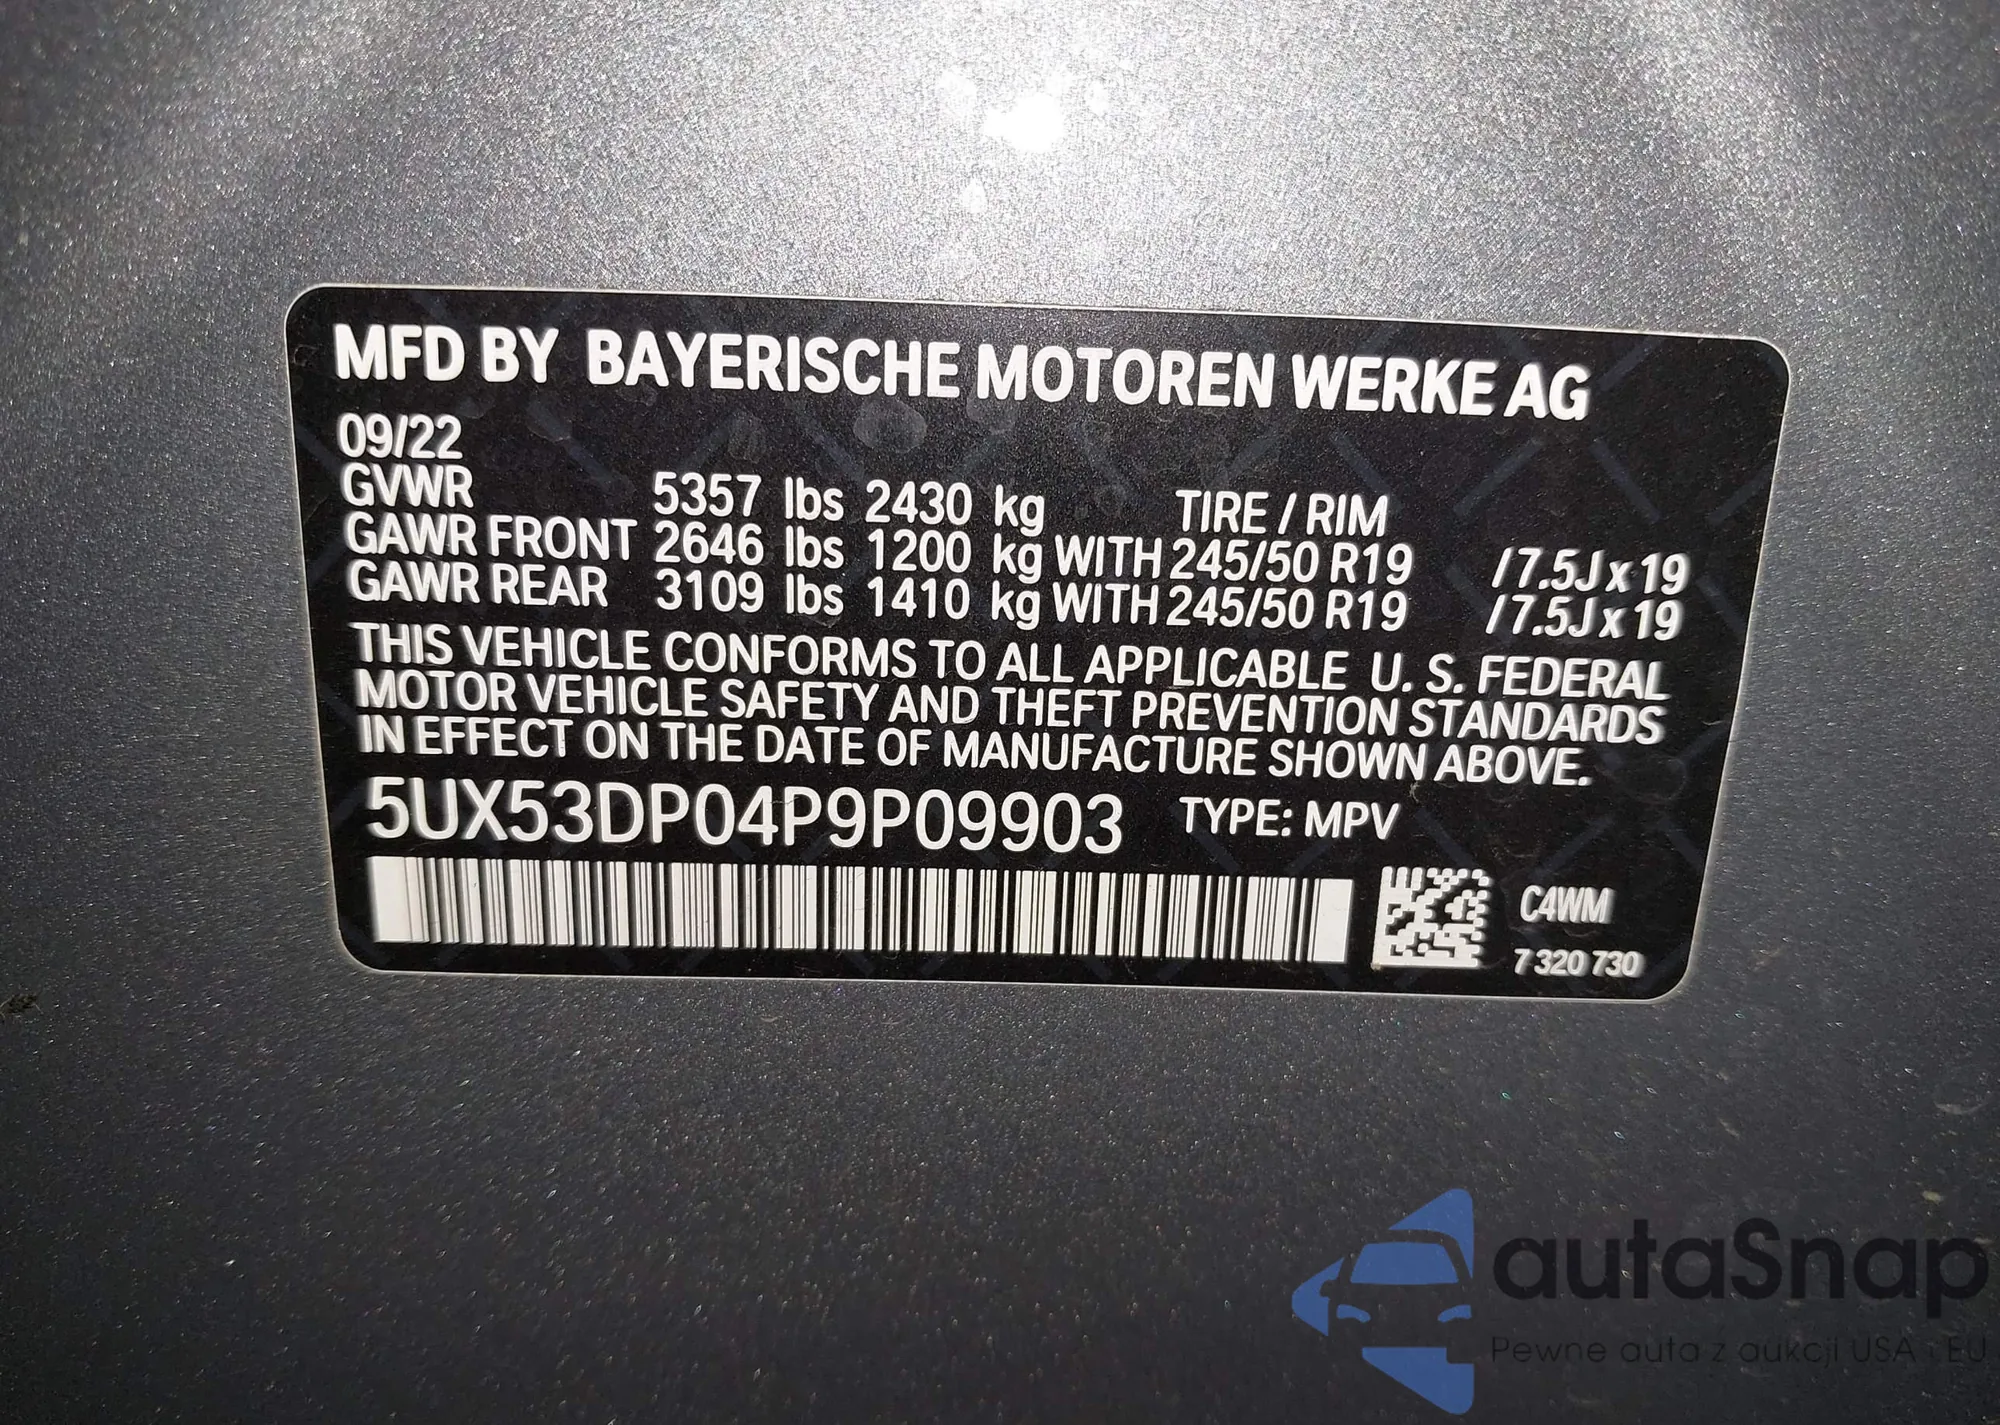 MFD BY BAYERISCHE MOTOREN WERKE AG
09/22
GVWR 5357 lbs 2430 kg TIRE / RIM
GAWR FRONT 2646 lbs 1200 kg WITH 245/50 R19 /7.5J x 19
GAWR REAR 3109 lbs 1410 kg WITH 245/50 R19 /7.5J x 19
THIS VEHICLE CONFORMS TO ALL APPLICABLE U. S. FEDERAL
MOTOR VEHICLE SAFETY AND THEFT PREVENTION STANDARDS
IN EFFECT ON THE DATE OF MANUFACTURE SHOWN ABOVE.
5UX53DP04P9P09903 TYPE: MPV
C4WM
7 320 730
autaSnap
Pewne auta z aukcji USA i EU